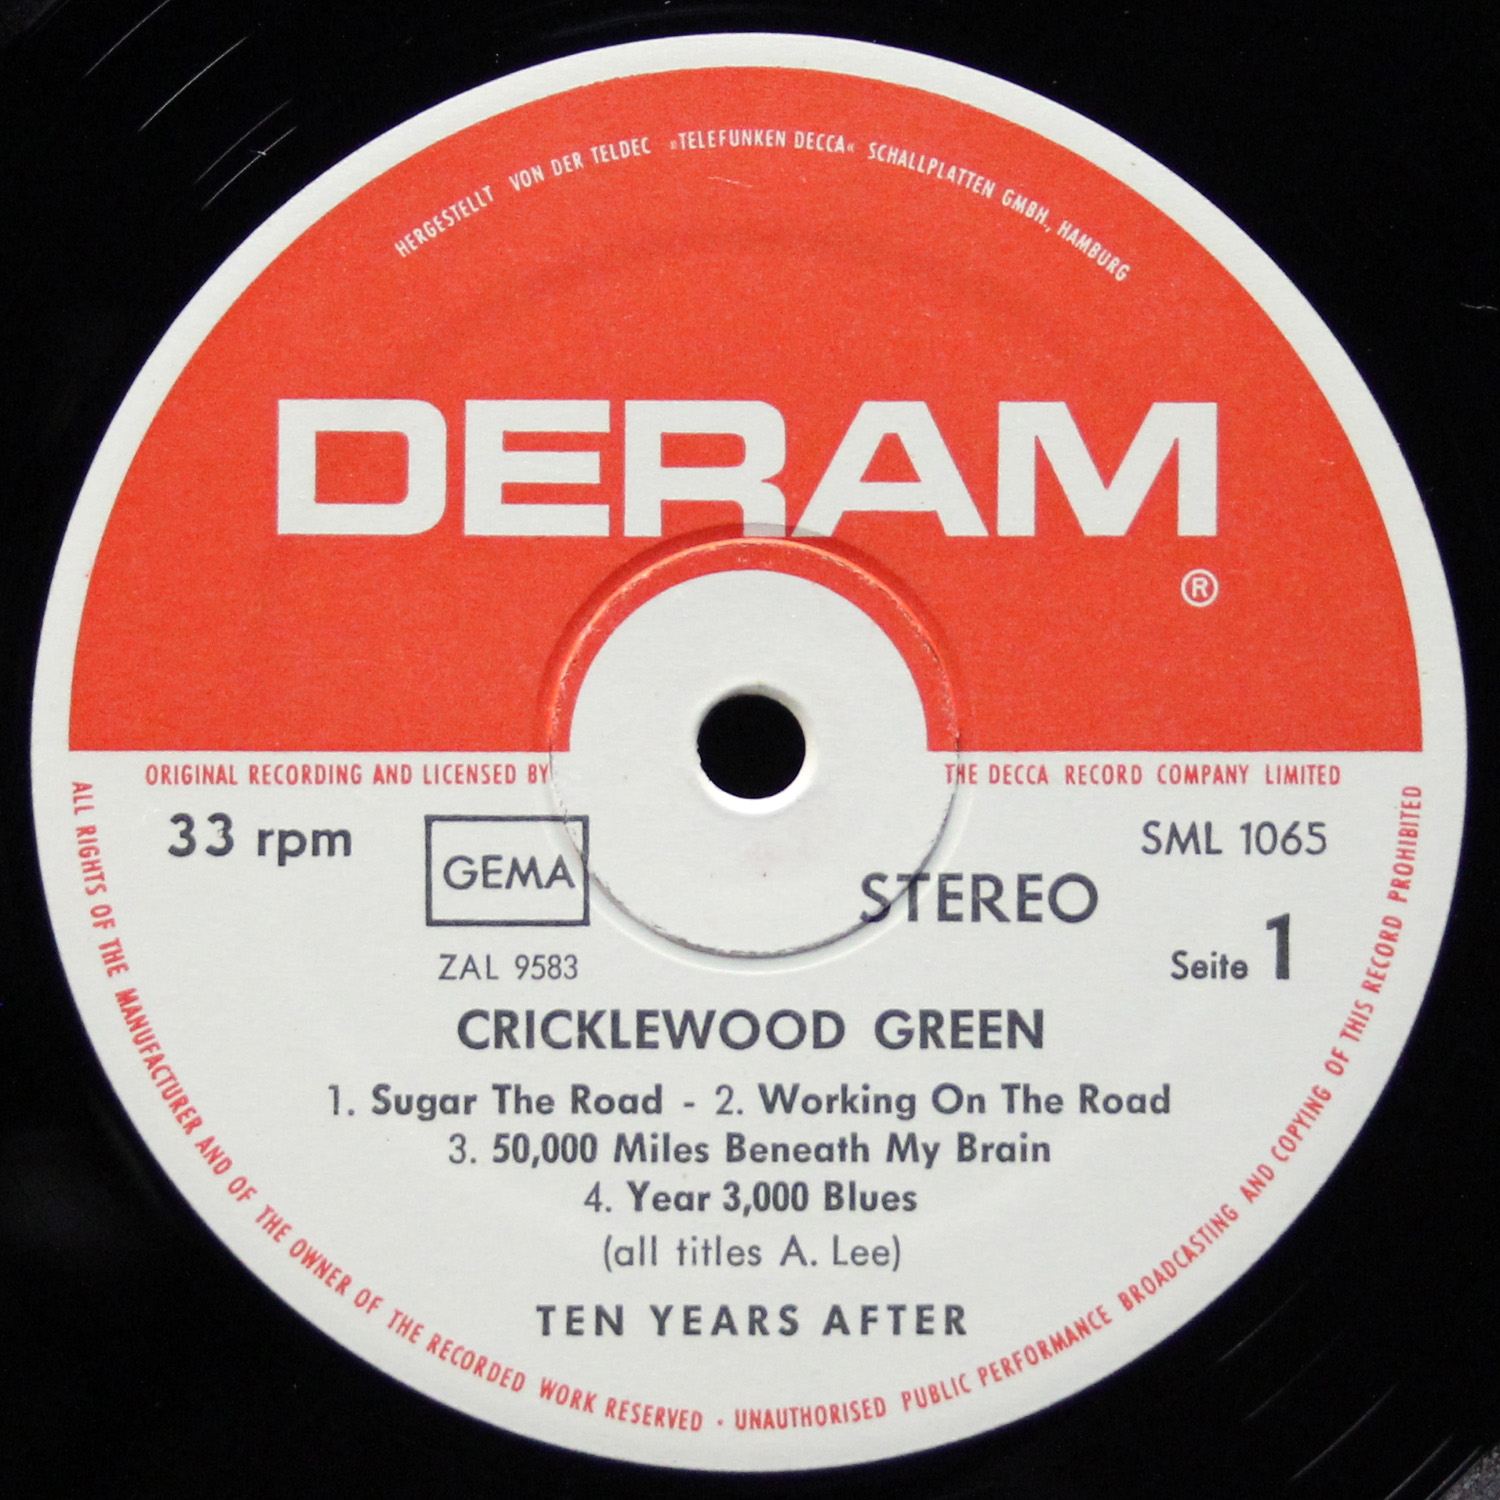 HERGESTELLT VON DER TELDEC »TELEFUNKEN DECCA« SCHALLPLATTEN GMBH., HAMBURG
DERAM
®
ORIGINAL RECORDING AND LICENSED BY THE DECCA RECORD COMPANY LIMITED
33 rpm
GEMA
ZAL 9583
SML 1065
STEREO
Seite 1
CRICKLEWOOD GREEN
1. Sugar The Road - 2. Working On The Road
3. 50,000 Miles Beneath My Brain
4. Year 3,000 Blues
(all titles A. Lee)
TEN YEARS AFTER
ALL RIGHTS OF THE MANUFACTURER AND OF THE OWNER OF THE RECORDED WORK RESERVED · UNAUTHORISED PUBLIC PERFORMANCE BROADCASTING AND COPYING OF THIS RECORD PROHIBITED